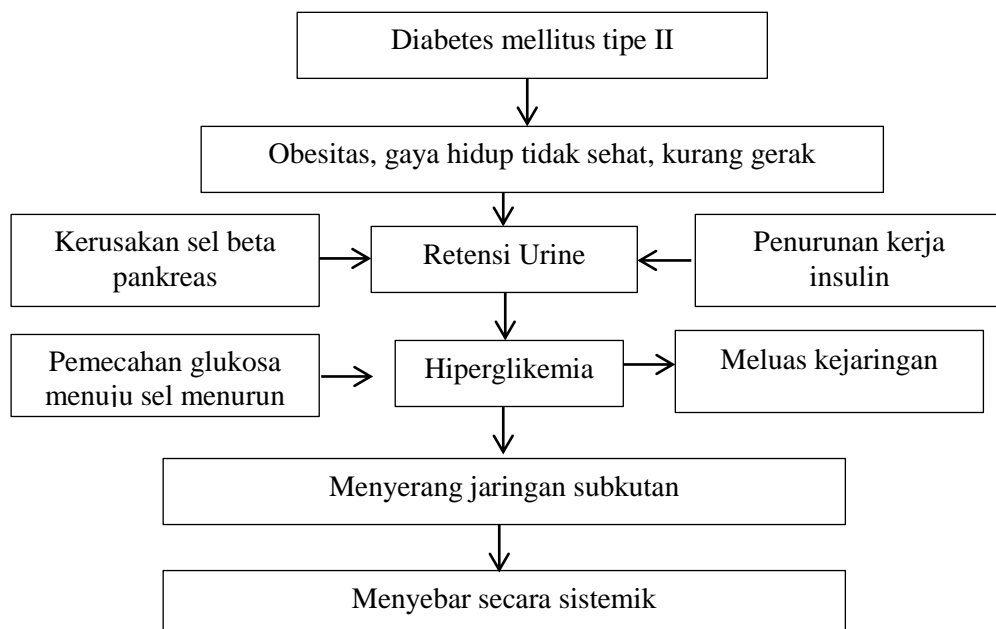 Diabetes mellitus tipe II
Obesitas, gaya hidup tidak sehat, kurang gerak
Kerusakan sel beta
pankreas
Retensi Urine
Penurunan kerja
insulin
Pemecahan glukosa
menuju sel menurun
Hiperglikemia
Meluas kejaringan
Menyerang jaringan subkutan
Menyebar secara sistemik